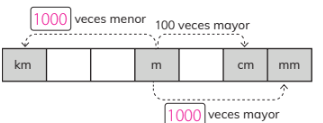 1000 veces menor
100 veces mayor
km m cm mm
1000 veces mayor